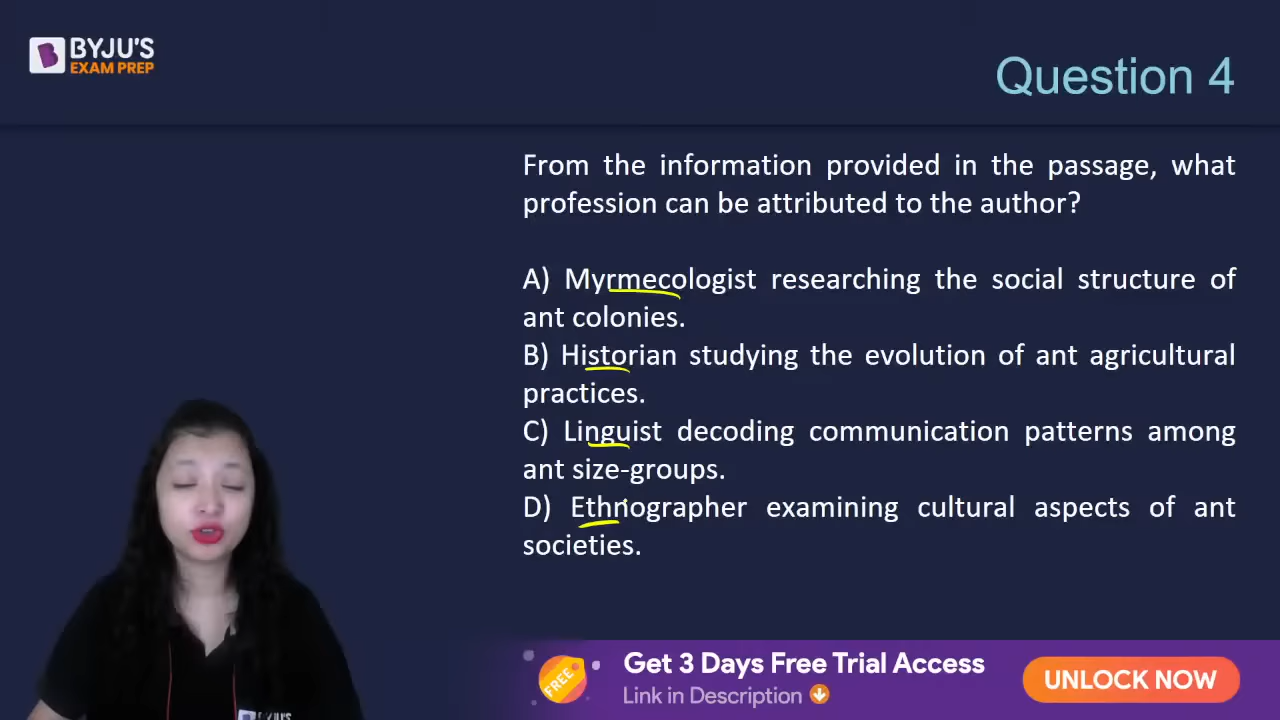 BYJU'S
EXAM PREP
Question 4
From the information provided in the passage, what
profession can be attributed to the author?
A) Myrmecologist researching the social structure of
ant colonies.
B) Historian studying the evolution of ant agricultural
practices.
C) Linguist decoding communication patterns among
ant size-groups.
D) Ethnographer examining cultural aspects of ant
societies.
FREE
Get 3 Days Free Trial Access
Link in Description
UNLOCK NOW
BYJU'S